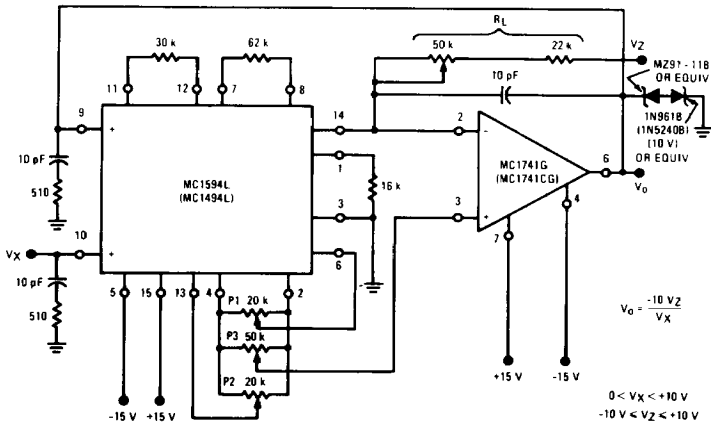 R_L
30 k
62 k
50 k
22 k
V_Z
MZ92-11B
OR EQUIV
11
12
7
8
10 pF
9
+
14
2
-
1N961B
(1N5240B)
(10 V)
OR EQUIV
10 pF
1
MC1594L
(MC1494L)
MC1741G
(MC1741CG)
6
510
16 k
V_o
3
3
+
4
V_X
10
+
6
7
10 pF
5
15
13
4
2
P1 20 k
510
P3 50 k
P2 20 k
V_o = -10 V_Z / V_X
+15 V
-15 V
-15 V
+15 V
0 < V_X < +10 V
-10 V ≤ V_Z ≤ +10 V